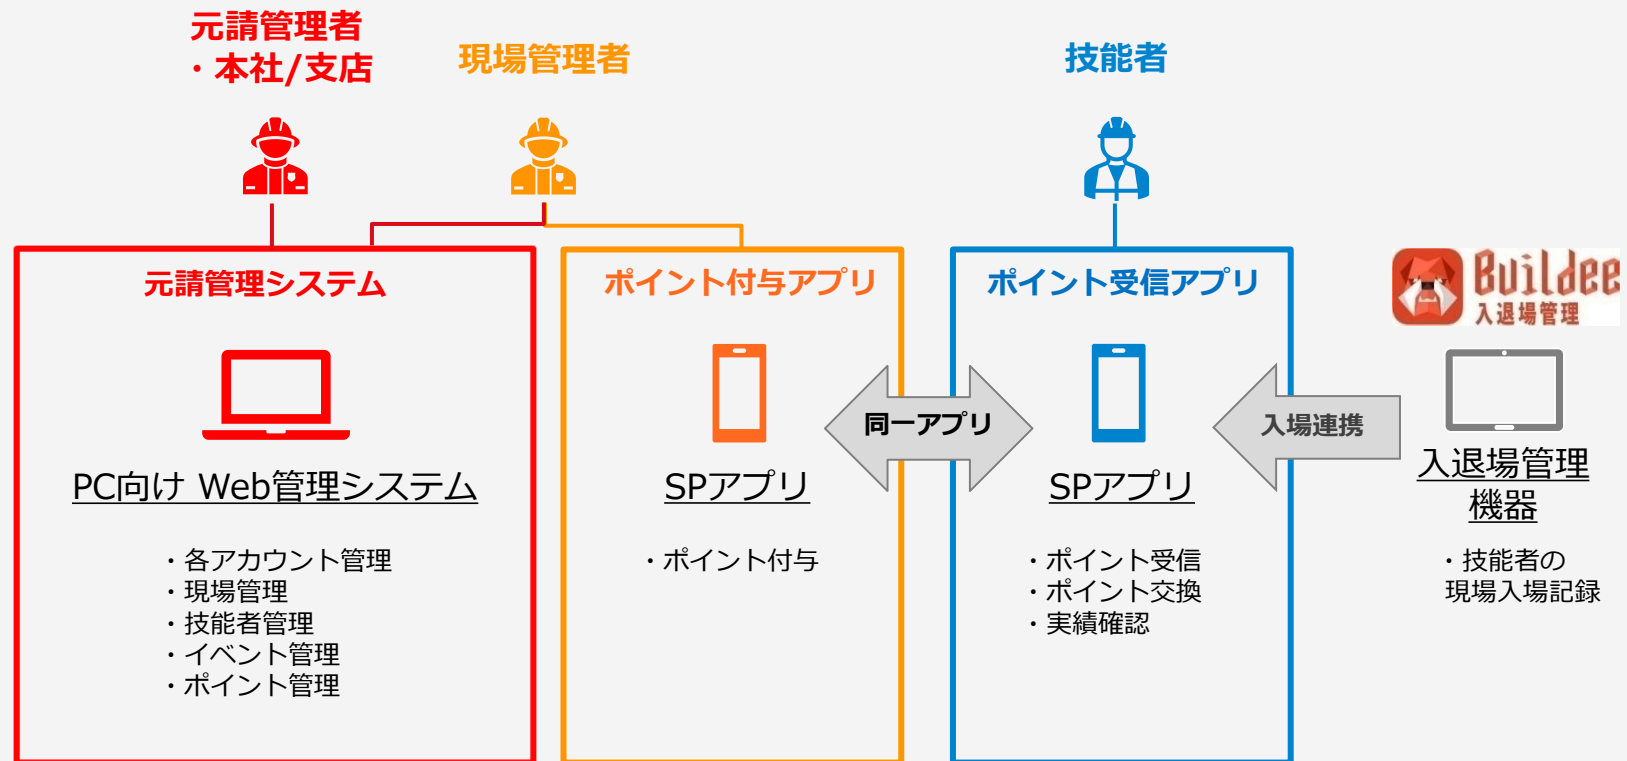 元請管理者
・本社/支店
現場管理者
技能者
元請管理システム
PC向け Web管理システム
・各アカウント管理
・現場管理
・技能者管理
・イベント管理
・ポイント管理
ポイント付与アプリ
SPアプリ
・ポイント付与
同一アプリ
ポイント受信アプリ
SPアプリ
・ポイント受信
・ポイント交換
・実績確認
入場連携
Buildee
入退場管理
入退場管理
機器
・技能者の
現場入場記録